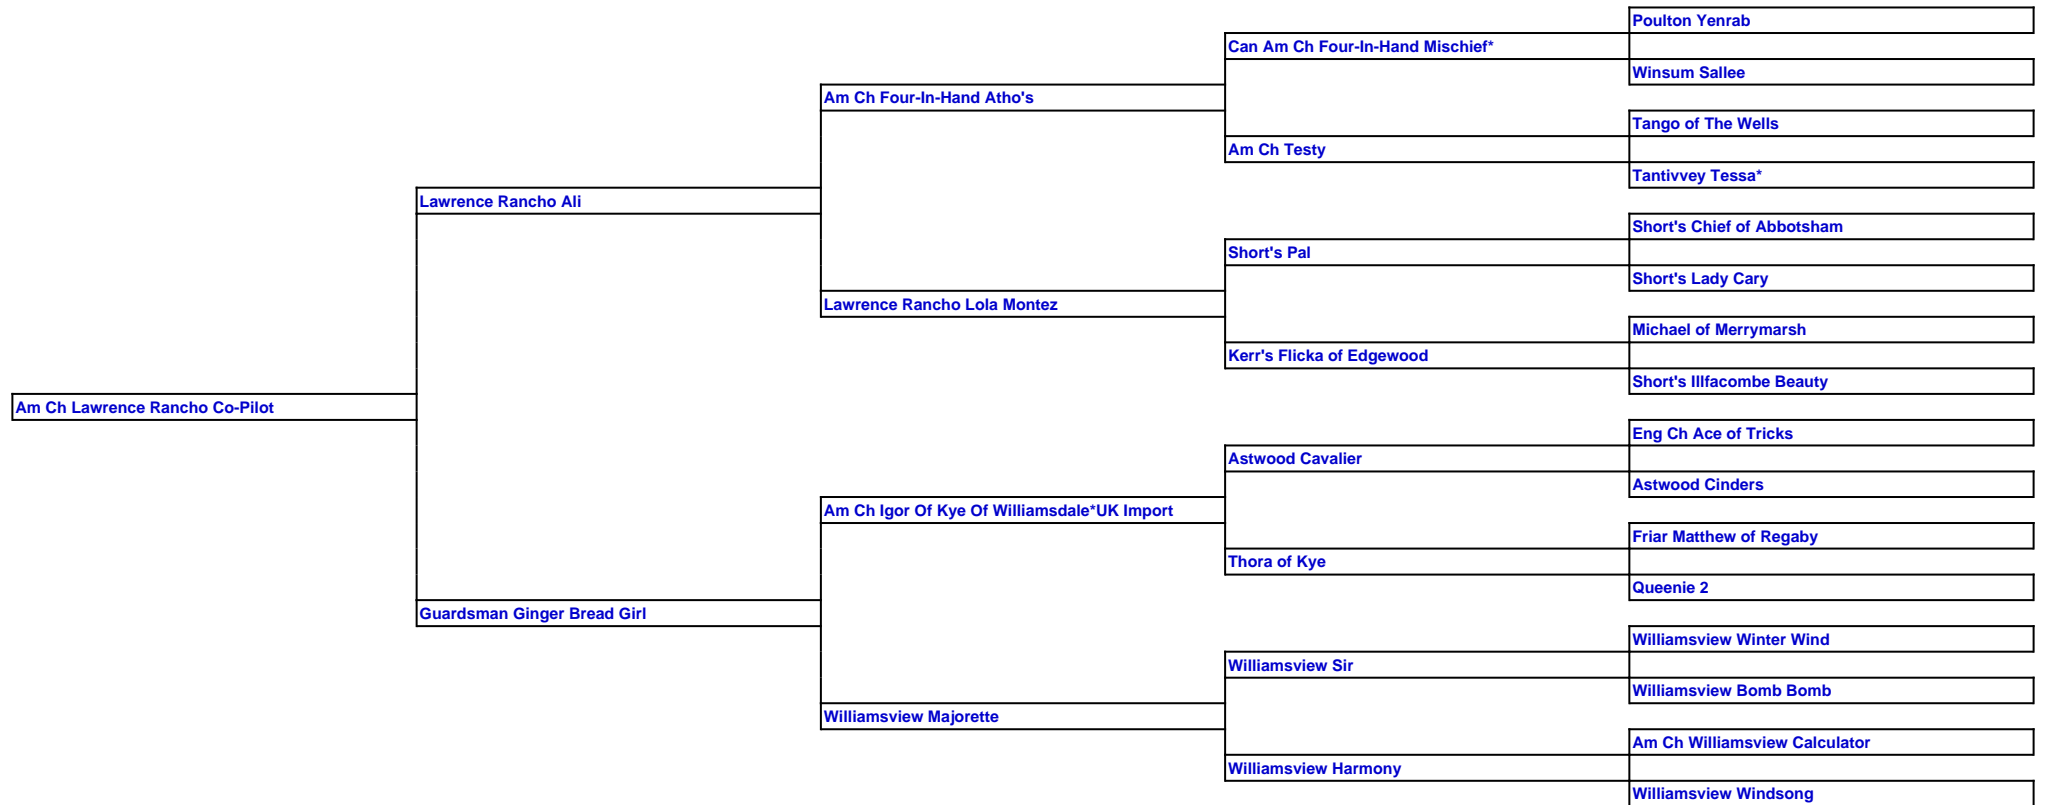 Poulton Yenrab
Can Am Ch Four-In-Hand Mischief*
Winsum Sallee
Am Ch Four-In-Hand Atho's
Tango of The Wells
Am Ch Testy
Tantivvey Tessa*
Lawrence Rancho Ali
Short's Chief of Abbotsham
Short's Pal
Short's Lady Cary
Lawrence Rancho Lola Montez
Michael of Merrymarsh
Kerr's Flicka of Edgewood
Short's Illfacombe Beauty
Am Ch Lawrence Rancho Co-Pilot
Eng Ch Ace of Tricks
Astwood Cavalier
Astwood Cinders
Am Ch Igor Of Kye Of Williamsdale*UK Import
Friar Matthew of Regaby
Thora of Kye
Queenie 2
Guardsman Ginger Bread Girl
Williamsview Winter Wind
Williamsview Sir
Williamsview Bomb Bomb
Williamsview Majorette
Am Ch Williamsview Calculator
Williamsview Harmony
Williamsview Windsong